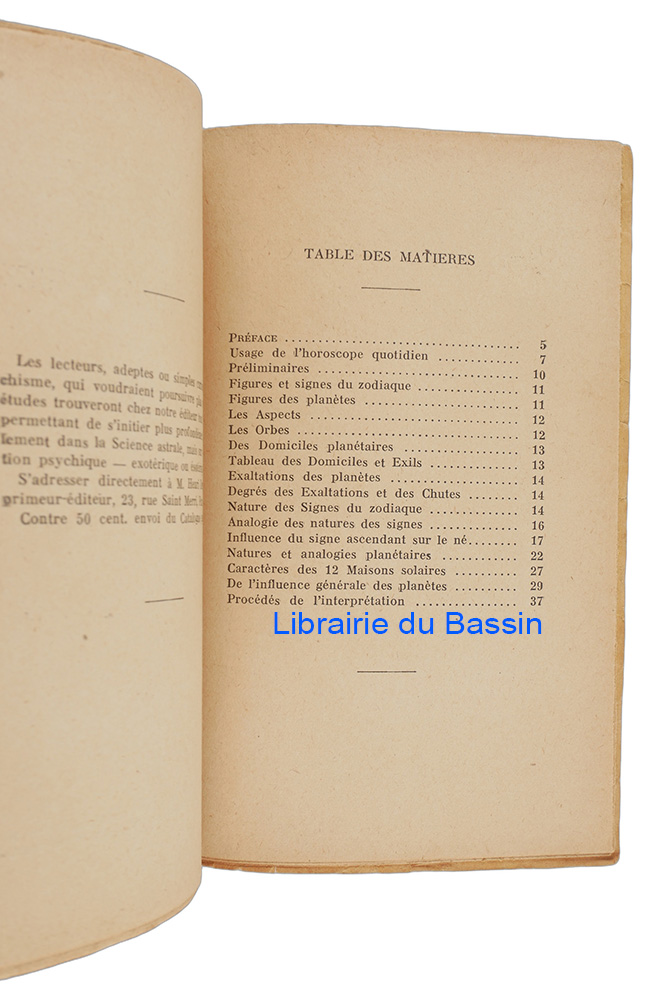 Les lecteurs, adeptes ou simples
chisme, qui voudraient poursuivre
études trouveront chez notre
permettant de s'initier plus
lement dans la Science astrale, mais
tion psychique — exotérique ou
S'adresser directement à M.
primeur-éditeur, 23, rue Saint
Contre 50 cent. envoi du
TABLE DES MATIERES
PRÉFACE ........................................ 5
Usage de l'horoscope quotidien ................ 7
Préliminaires ................................ 10
Figures et signes du zodiaque ................ 11
Figures des planètes ......................... 11
Les Aspects .................................. 12
Les Orbes .................................... 12
Des Domiciles planétaires .................... 13
Tableau des Domiciles et Exils ............... 13
Exaltations des planètes ..................... 14
Degrés des Exaltations et des Chutes ......... 14
Nature des Signes du zodiaque ................ 14
Analogie des natures des signes .............. 16
Influence du signe ascendant sur le né........ 17
Natures et analogies planétaires ............. 22
Caractères des 12 Maisons solaires ........... 27
De l'influence générale des planètes ......... 29
Procédés de l'interprétation ................. 37
Librairie du Bassin